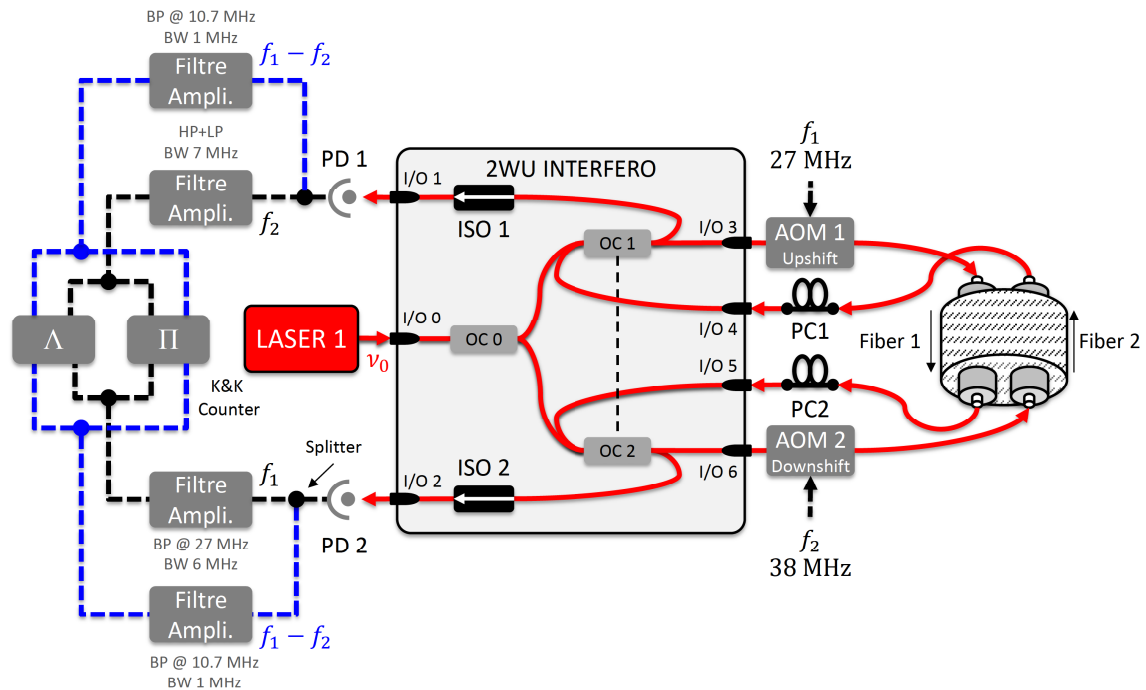 BP @ 10.7 MHz
BW 1 MHz
Filtre
Ampli.
f₁ − f₂
HP+LP
BW 7 MHz
Filtre
Ampli.
f₂
PD 1
I/O 1
2WU INTERFERO
ISO 1
OC 1
I/O 3
f₁
27 MHz
AOM 1
Upshift
LASER 1
ν₀
I/O 0
OC 0
I/O 4
PC1
Λ
Π
K&K
Counter
Fiber 1
Fiber 2
I/O 5
PC2
OC 2
I/O 6
AOM 2
Downshift
f₂
38 MHz
Splitter
ISO 2
I/O 2
PD 2
Filtre
Ampli.
f₁
BP @ 27 MHz
BW 6 MHz
Filtre
Ampli.
f₁ − f₂
BP @ 10.7 MHz
BW 1 MHz